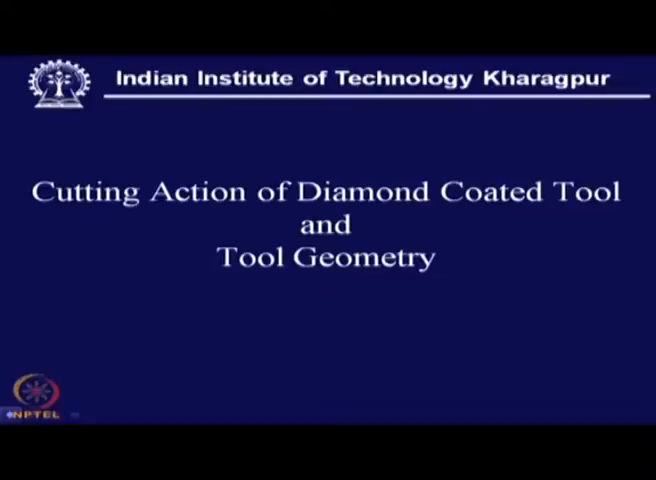 Indian Institute of Technology Kharagpur
Cutting Action of Diamond Coated Tool
and
Tool Geometry
NPTEL